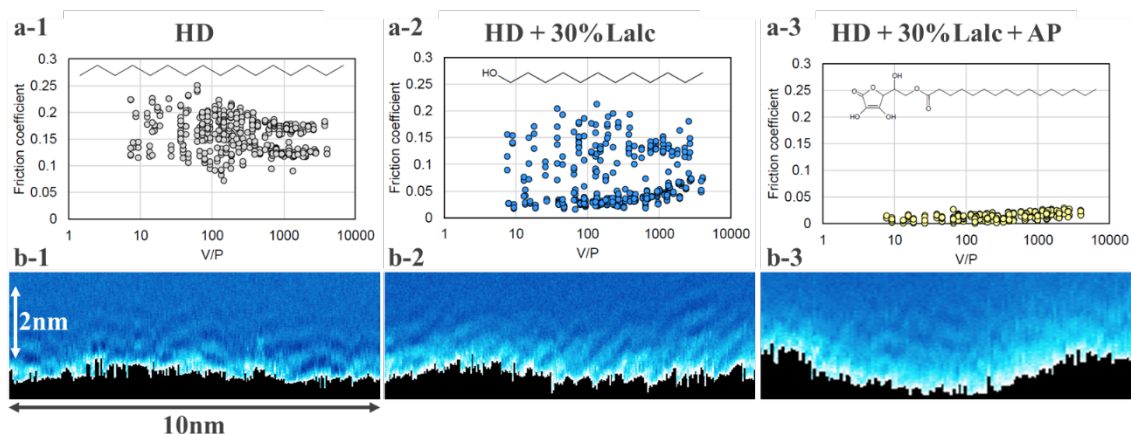 a-1
HD
0.3
0.25
0.2
0.15
0.1
0.05
0
Friction coefficient
1
10
100
1000
10000
V/P
a-2
HD + 30% Lalc
0.3
0.25
0.2
0.15
0.1
0.05
0
Friction coefficient
HO
1
10
100
1000
10000
V/P
a-3
HD + 30% Lalc + AP
0.3
0.25
0.2
0.15
0.1
0.05
0
Friction coefficient
OH
O
O
O
O
HO
OH
1
10
100
1000
10000
V/P
b-1
2nm
10nm
b-2
b-3